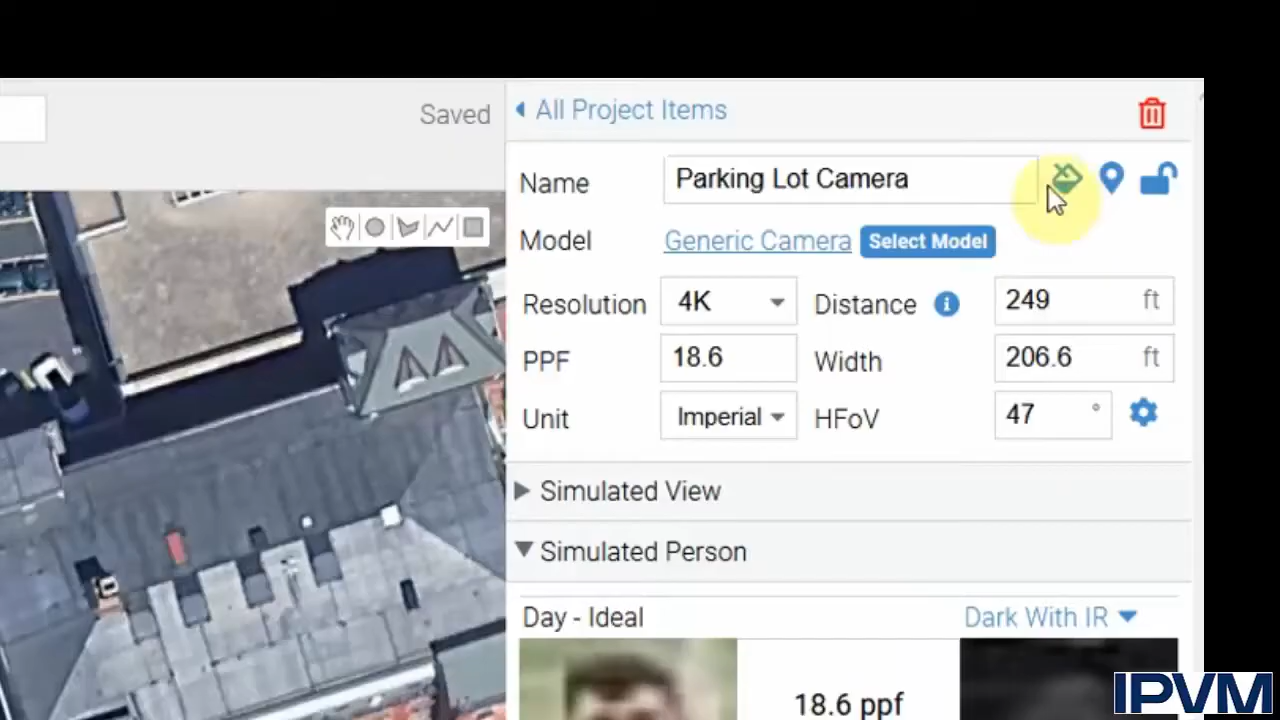 Saved
All Project Items
Name Parking Lot Camera
Model Generic Camera Select Model
Resolution 4K Distance i 249 ft
PPF 18.6 Width 206.6 ft
Unit Imperial HFoV 47 °
Simulated View
Simulated Person
Day - Ideal Dark With IR
18.6 ppf
IPVM